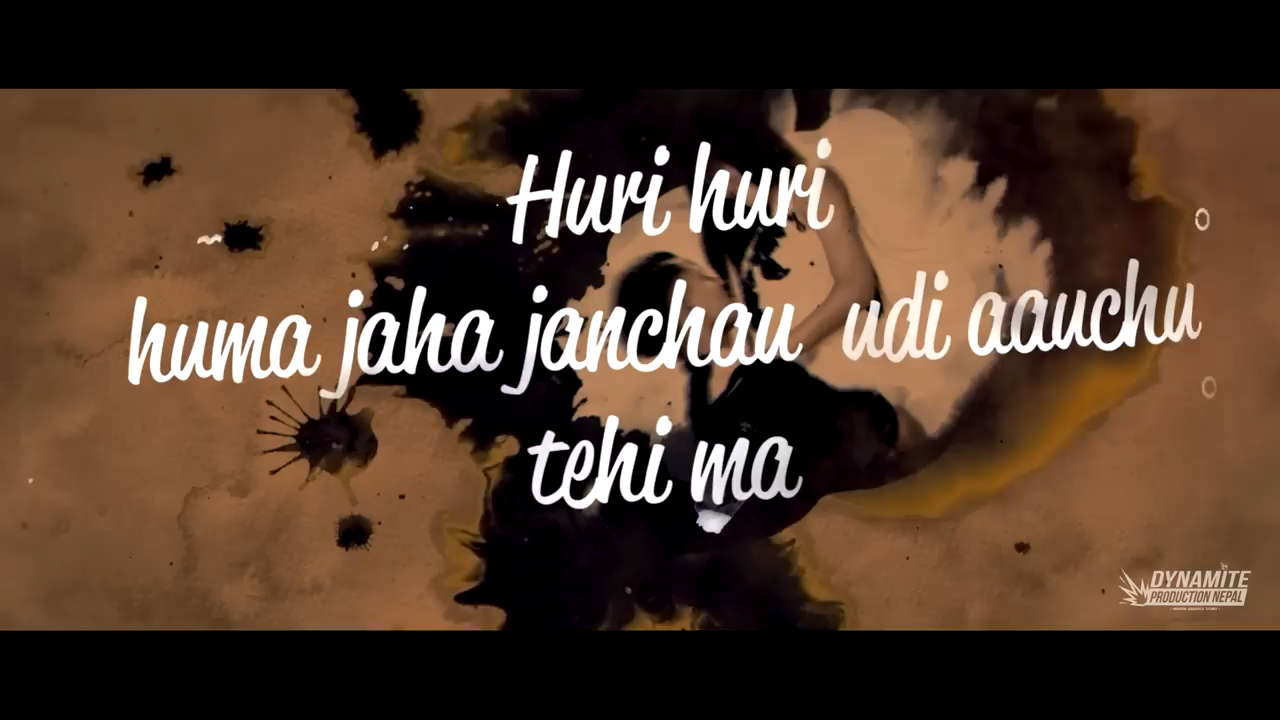 Huri huri
huma jaha janchau udi aauchu
tehi ma
DYNAMITE
PRODUCTION NEPAL